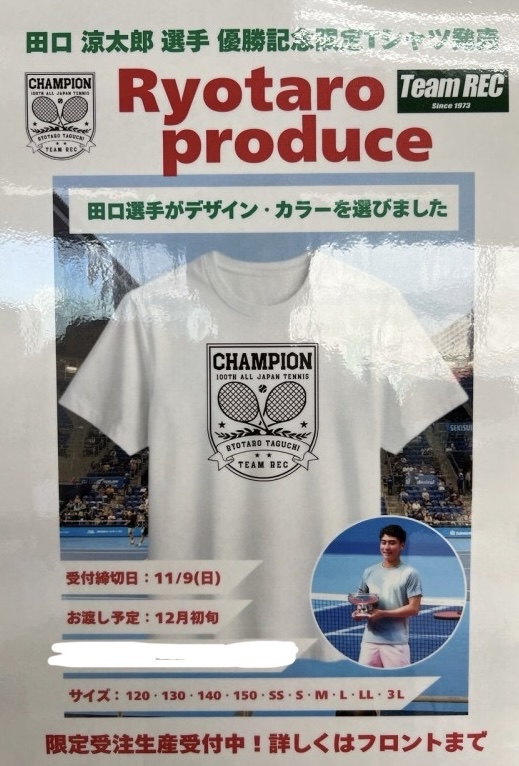 田口 涼太郎 選手 優勝記念限定Tシャツ発売
CHAMPION
100TH ALL JAPAN TENNIS
RYOTARO TAGUCHI
TEAM REC
Ryotaro
produce
Team REC
Since 1973
田口選手がデザイン・カラーを選びました
CHAMPION
100TH ALL JAPAN TENNIS
RYOTARO TAGUCHI
TEAM REC
SEKISUI
受付締切日：11/9(日)
お渡し予定：12月初旬
サイズ：120・130・140・150・SS・S・M・L・LL・3L
限定受注生産受付中！詳しくはフロントまで